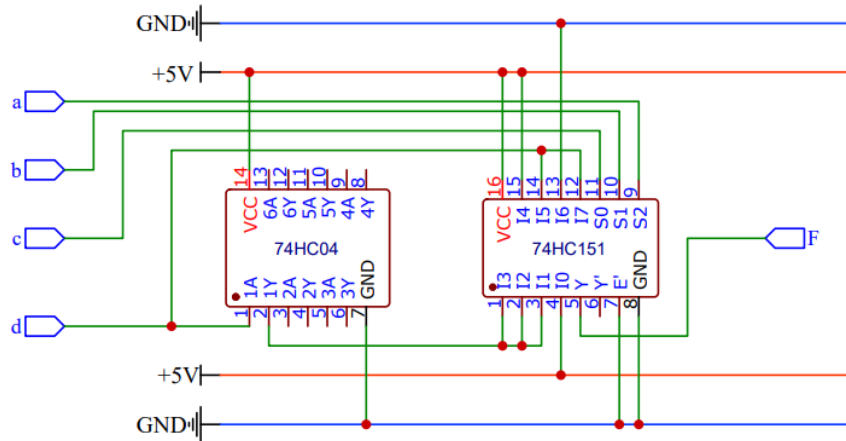 GND
+5V
a
b
c
d
14 13 12 11 10 9 8
VCC 6A 6Y 5A 5Y 4A 4Y
74HC04
1A 1Y 2A 2Y 3A 3Y GND
1 2 3 4 5 6 7
16 15 14 13 12 11 10 9
VCC I4 I5 I6 I7 S0 S1 S2
74HC151
I3 I2 I1 I0 Y Y' E' GND
1 2 3 4 5 6 7 8
F
+5V
GND